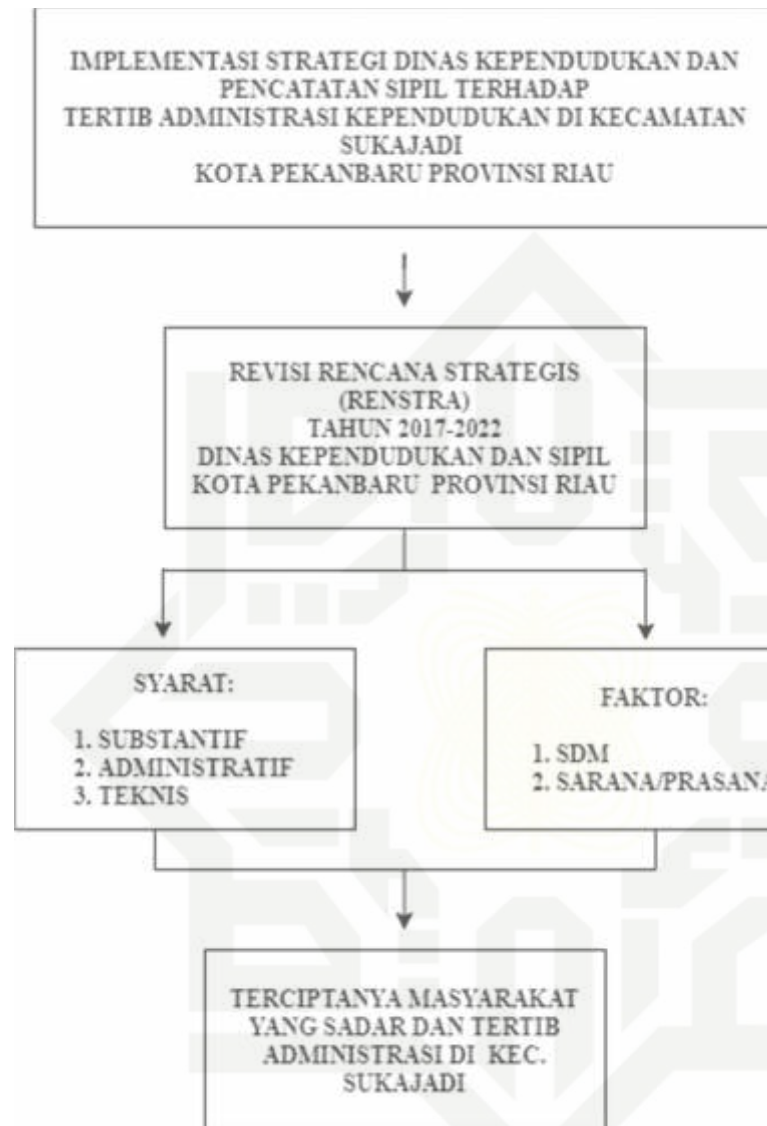 IMPLEMENTASI STRATEGI DINAS KEPENDUDUKAN DAN
PENCATATAN SIPIL TERHADAP
TERTIB ADMINISTRASI KEPENDUDUKAN DI KECAMATAN
SUKAJADI
KOTA PEKANBARU PROVINSI RIAU
REVISI RENCANA STRATEGIS
(RENSTRA)
TAHUN 2017-2022
DINAS KEPENDUDUKAN DAN SIPIL
KOTA PEKANBARU PROVINSI RIAU
SYARAT:
1. SUBSTANTIF
2. ADMINISTRATIF
3. TEKNIS
FAKTOR:
1. SDM
2. SARANA/PRASANA
TERCIPTANYA MASYARAKAT
YANG SADAR DAN TERTIB
ADMINISTRASI DI KEC.
SUKAJADI